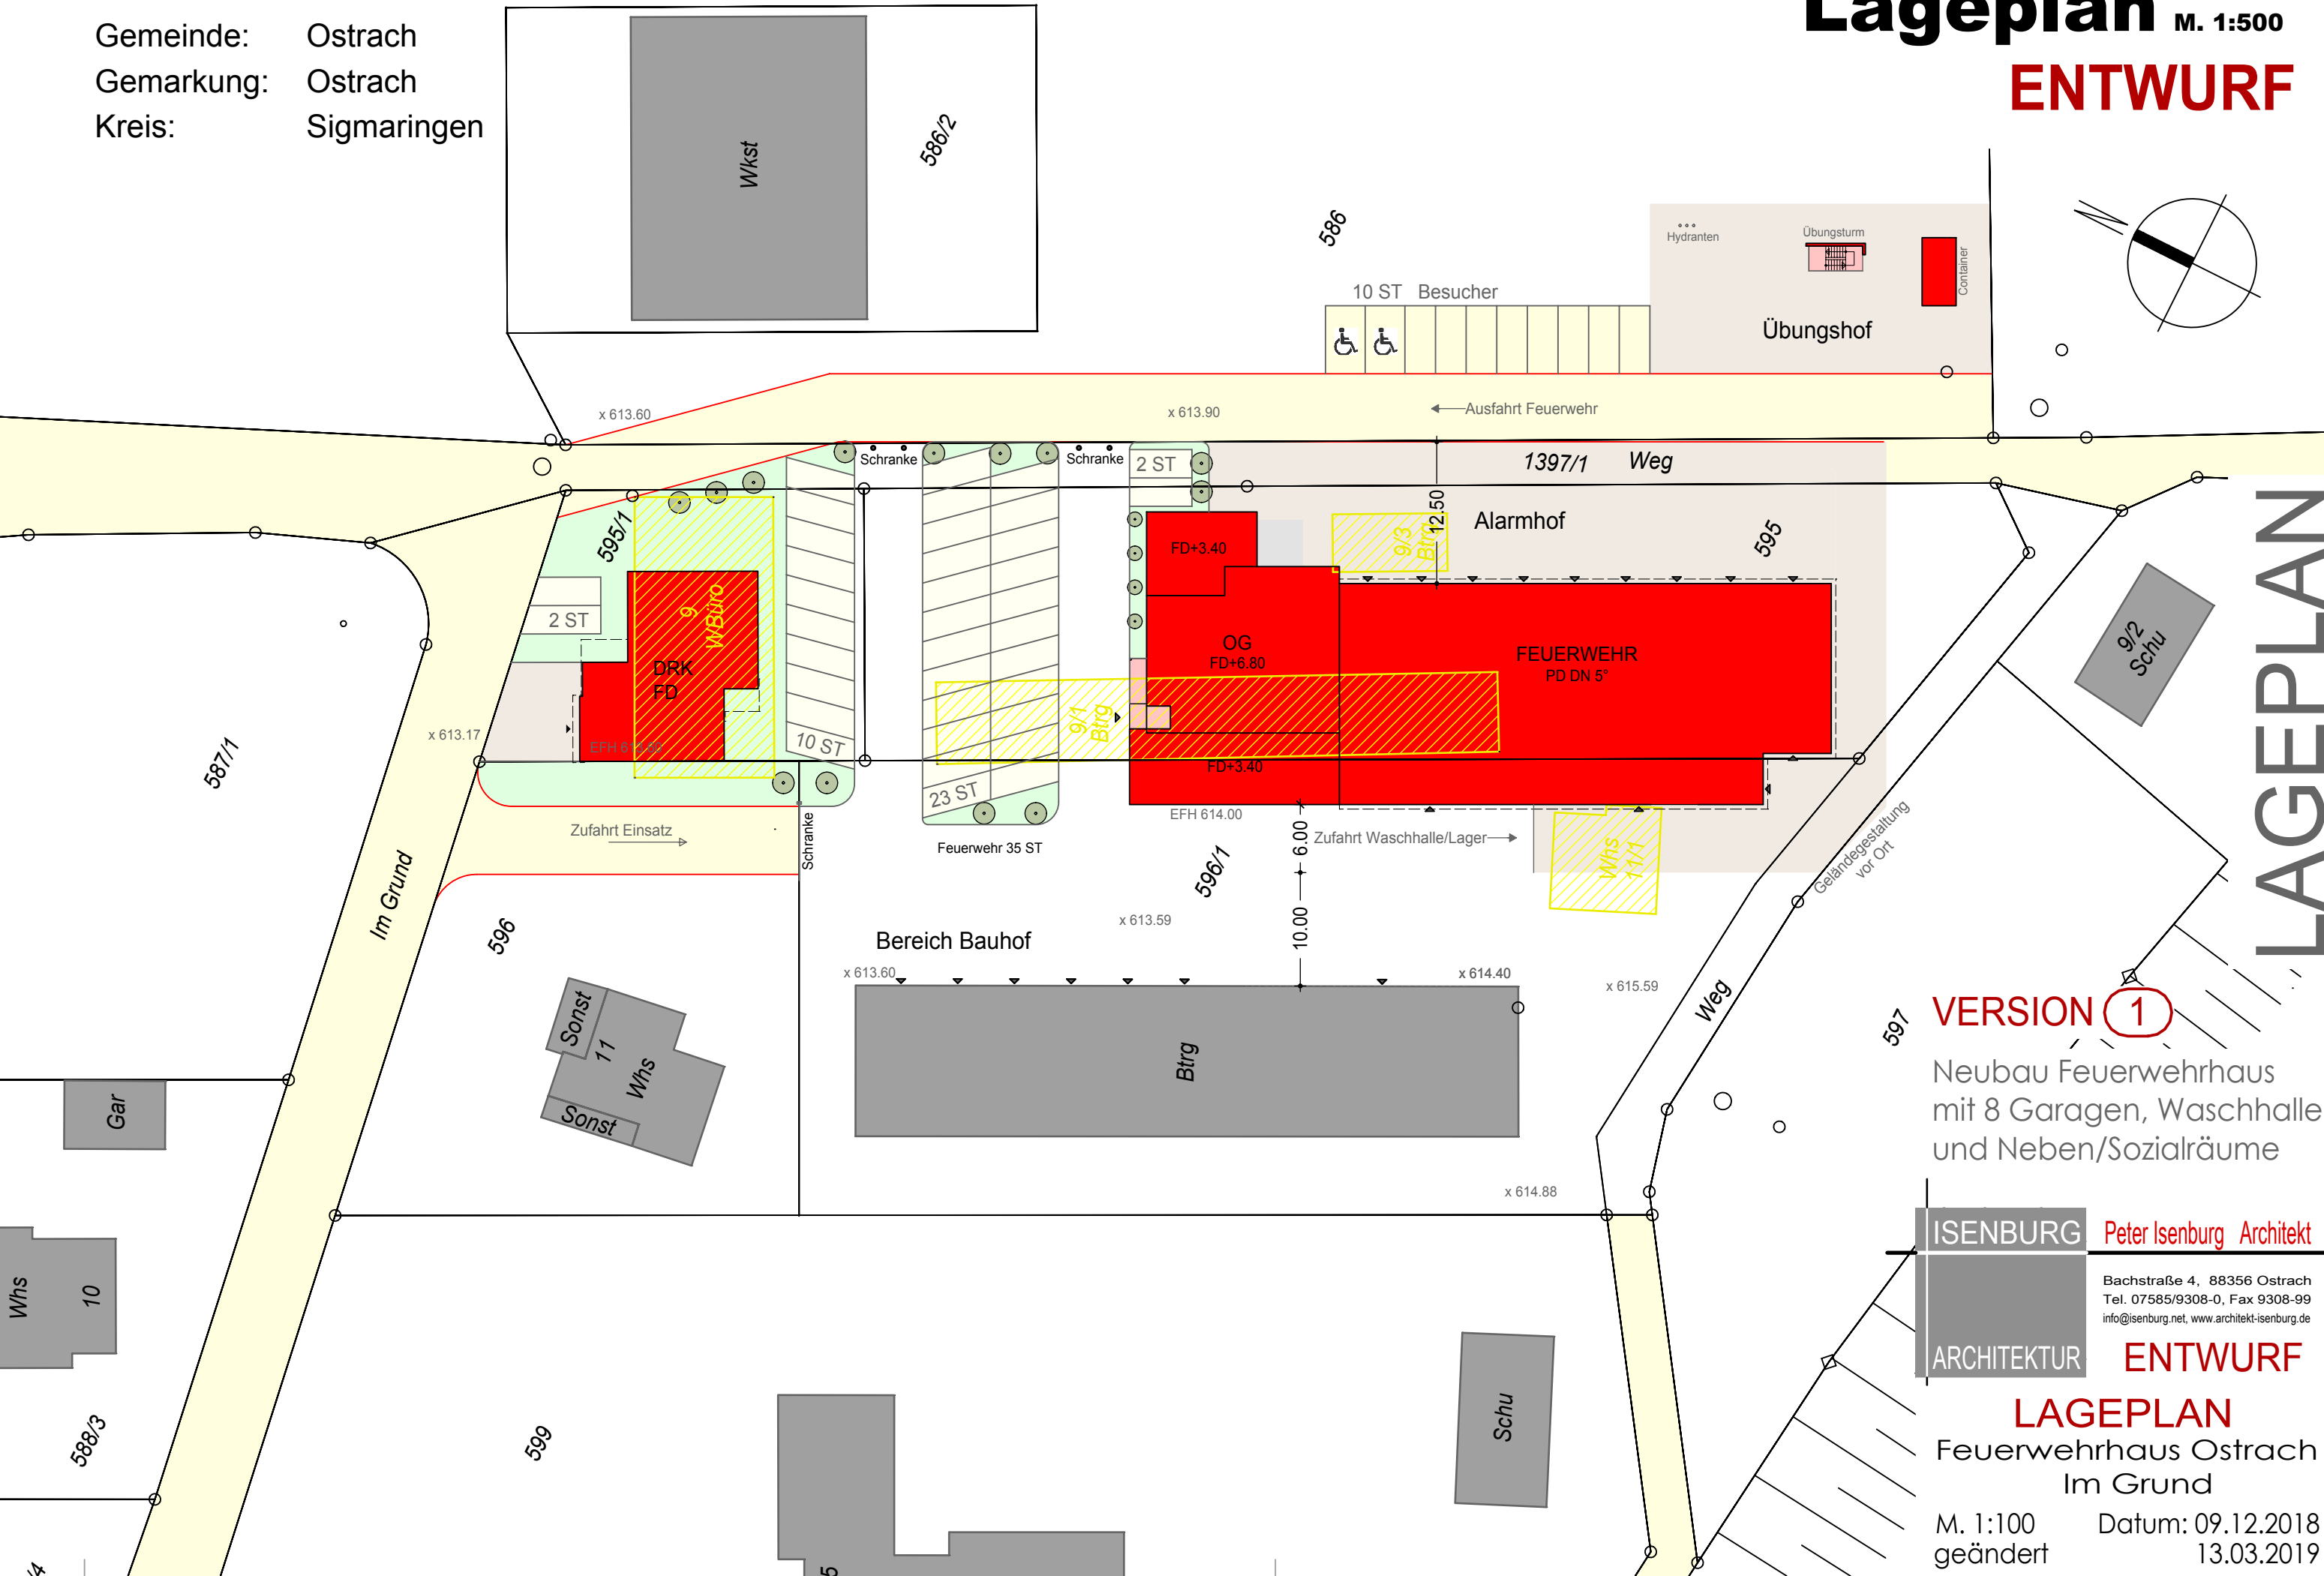 Gemeinde: Ostrach
Gemarkung: Ostrach
Kreis: Sigmaringen
Lageplan M. 1:500
ENTWURF
Wkst
586/2
586
Hydranten
Übungsturm
Container
Übungshof
10 ST Besucher
x 613.60
x 613.90
Ausfahrt Feuerwehr
Schranke
Schranke
2 ST
1397/1 Weg
12.50
Alarmhof
595
595/1
9/3
Btrg
FD+3.40
9
WBüro
2 ST
DRK
FD
EFH 613.60
10 ST
OG
FD+6.80
FEUERWEHR
PD DN 5°
9/1
Btrg
FD+3.40
23 ST
9/2
Schu
LAGEPLAN
x 613.17
587/1
Zufahrt Einsatz
Schranke
Feuerwehr 35 ST
EFH 614.00
6.00
Zufahrt Waschhalle/Lager
Whs
11/1
Geländegestaltung
vor Ort
Im Grund
596
596/1
x 613.59
10.00
Bereich Bauhof
x 613.60
x 614.40
x 615.59
Weg
597
Sonst
11
Whs
Sonst
Btrg
Gar
x 614.88
Whs
10
588/3
599
Schu
5
/4
VERSION 1
Neubau Feuerwehrhaus
mit 8 Garagen, Waschhalle
und Neben/Sozialräume
ISENBURG
ARCHITEKTUR
Peter Isenburg Architekt
Bachstraße 4, 88356 Ostrach
Tel. 07585/9308-0, Fax 9308-99
info@isenburg.net, www.architekt-isenburg.de
ENTWURF
LAGEPLAN
Feuerwehrhaus Ostrach
Im Grund
M. 1:100 Datum: 09.12.2018
geändert 13.03.2019